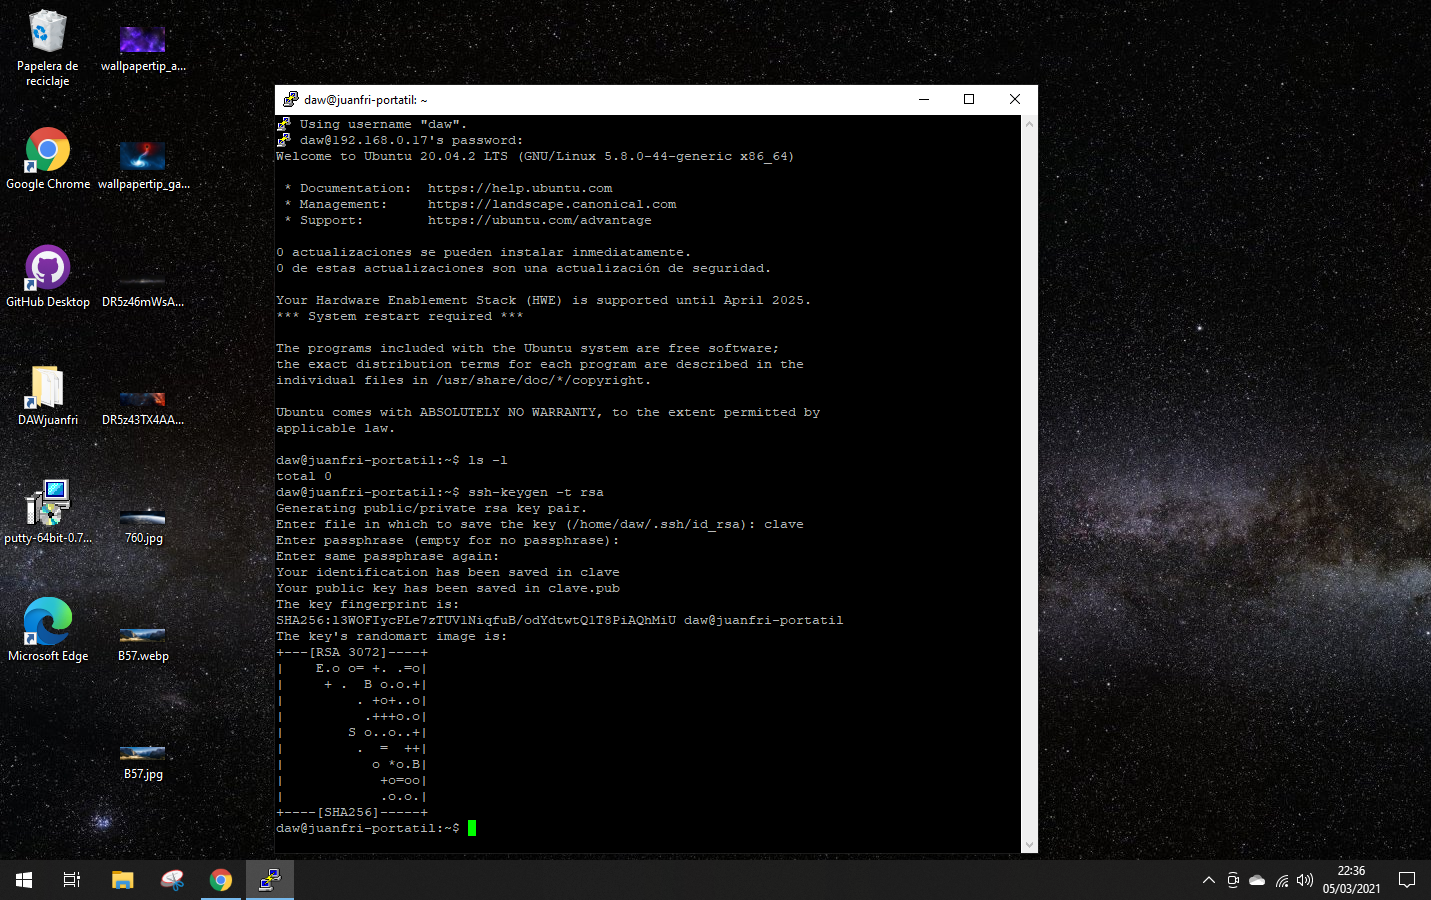 Papelera de
reciclaje
wallpapertip_a...
Google Chrome
wallpapertip_ga...
GitHub Desktop
DR5z46mWsA...
DAWjuanfri
DR5z43TX4AA...
putty-64bit-0.7...
760.jpg
Microsoft Edge
B57.webp
B57.jpg
daw@juanfri-portatil: ~
Using username "daw".
daw@192.168.0.17's password:
Welcome to Ubuntu 20.04.2 LTS (GNU/Linux 5.8.0-44-generic x86_64)
* Documentation:  https://help.ubuntu.com
* Management:     https://landscape.canonical.com
* Support:        https://ubuntu.com/advantage
0 actualizaciones se pueden instalar inmediatamente.
0 de estas actualizaciones son una actualización de seguridad.
Your Hardware Enablement Stack (HWE) is supported until April 2025.
*** System restart required ***
The programs included with the Ubuntu system are free software;
the exact distribution terms for each program are described in the
individual files in /usr/share/doc/*/copyright.
Ubuntu comes with ABSOLUTELY NO WARRANTY, to the extent permitted by
applicable law.
daw@juanfri-portatil:~$ ls -l
total 0
daw@juanfri-portatil:~$ ssh-keygen -t rsa
Generating public/private rsa key pair.
Enter file in which to save the key (/home/daw/.ssh/id_rsa): clave
Enter passphrase (empty for no passphrase):
Enter same passphrase again:
Your identification has been saved in clave
Your public key has been saved in clave.pub
The key fingerprint is:
SHA256:l3WOFIycPLe7zTUVlNiqfuB/odYdtwtQlT8PiAQhMiU daw@juanfri-portatil
The key's randomart image is:
+---[RSA 3072]----+
|    E.o o= +. .=o|
|     + .  B o.o.+|
|         . +o+..o|
|          .+++o.o|
|        S o..o..+|
|         .  =  ++|
|           o *o.B|
|            +o=oo|
|            .o.o.|
+----[SHA256]-----+
daw@juanfri-portatil:~$
22:36
05/03/2021